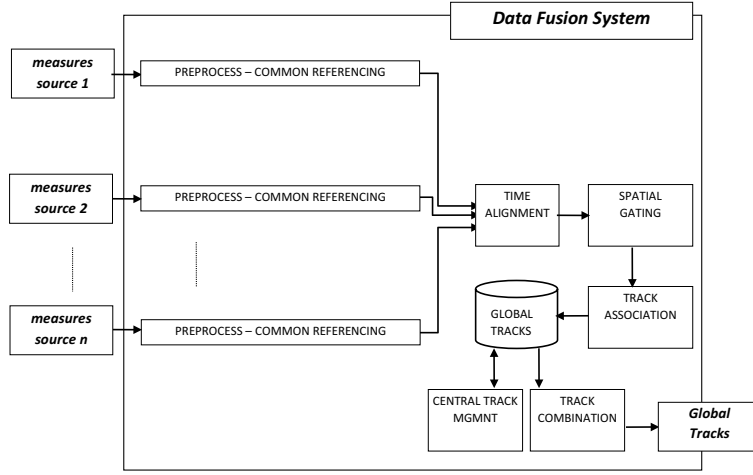 Data Fusion System
measures
source 1
PREPROCESS – COMMON REFERENCING
measures
source 2
PREPROCESS – COMMON REFERENCING
TIME
ALIGNMENT
SPATIAL
GATING
measures
source n
PREPROCESS – COMMON REFERENCING
GLOBAL
TRACKS
TRACK
ASSOCIATION
CENTRAL TRACK
MGMNT
TRACK
COMBINATION
Global
Tracks